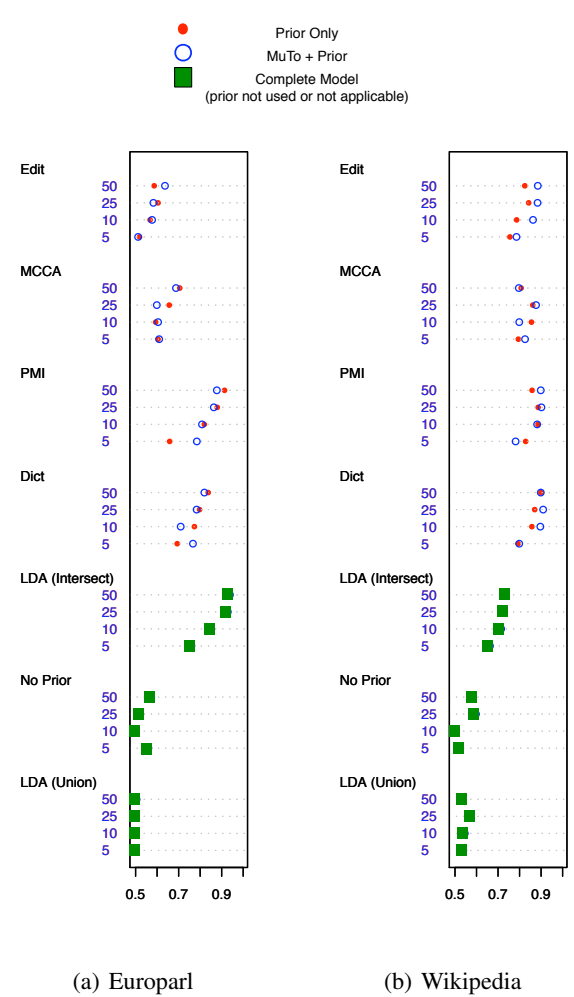 Prior Only
MuTo + Prior
Complete Model
(prior not used or not applicable)
Edit
50
25
10
5
MCCA
50
25
10
5
PMI
50
25
10
5
Dict
50
25
10
5
LDA (Intersect)
50
25
10
5
No Prior
50
25
10
5
LDA (Union)
50
25
10
5
0.5 0.7 0.9
(a) Europarl
Edit
50
25
10
5
MCCA
50
25
10
5
PMI
50
25
10
5
Dict
50
25
10
5
LDA (Intersect)
50
25
10
5
No Prior
50
25
10
5
LDA (Union)
50
25
10
5
0.5 0.7 0.9
(b) Wikipedia